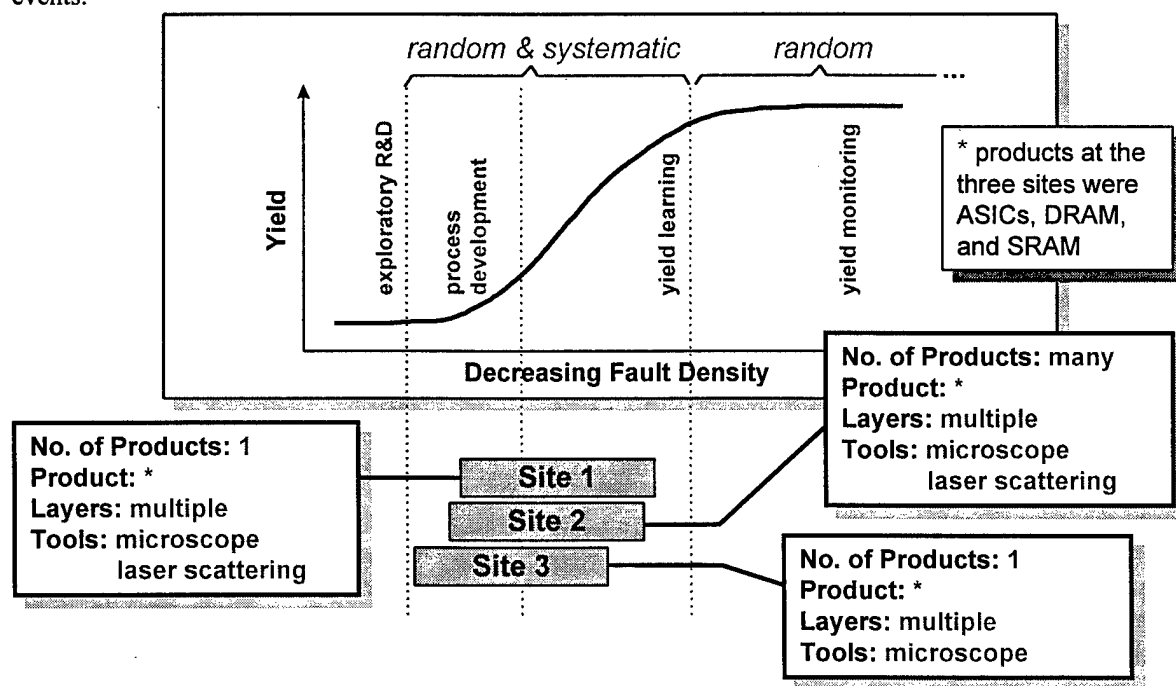 events.
random & systematic
random
...
Yield
exploratory R&D
process
development
yield learning
yield monitoring
Decreasing Fault Density
* products at the
three sites were
ASICs, DRAM,
and SRAM
No. of Products: many
Product: *
Layers: multiple
Tools: microscope
laser scattering
No. of Products: 1
Product: *
Layers: multiple
Tools: microscope
laser scattering
Site 1
Site 2
Site 3
No. of Products: 1
Product: *
Layers: multiple
Tools: microscope